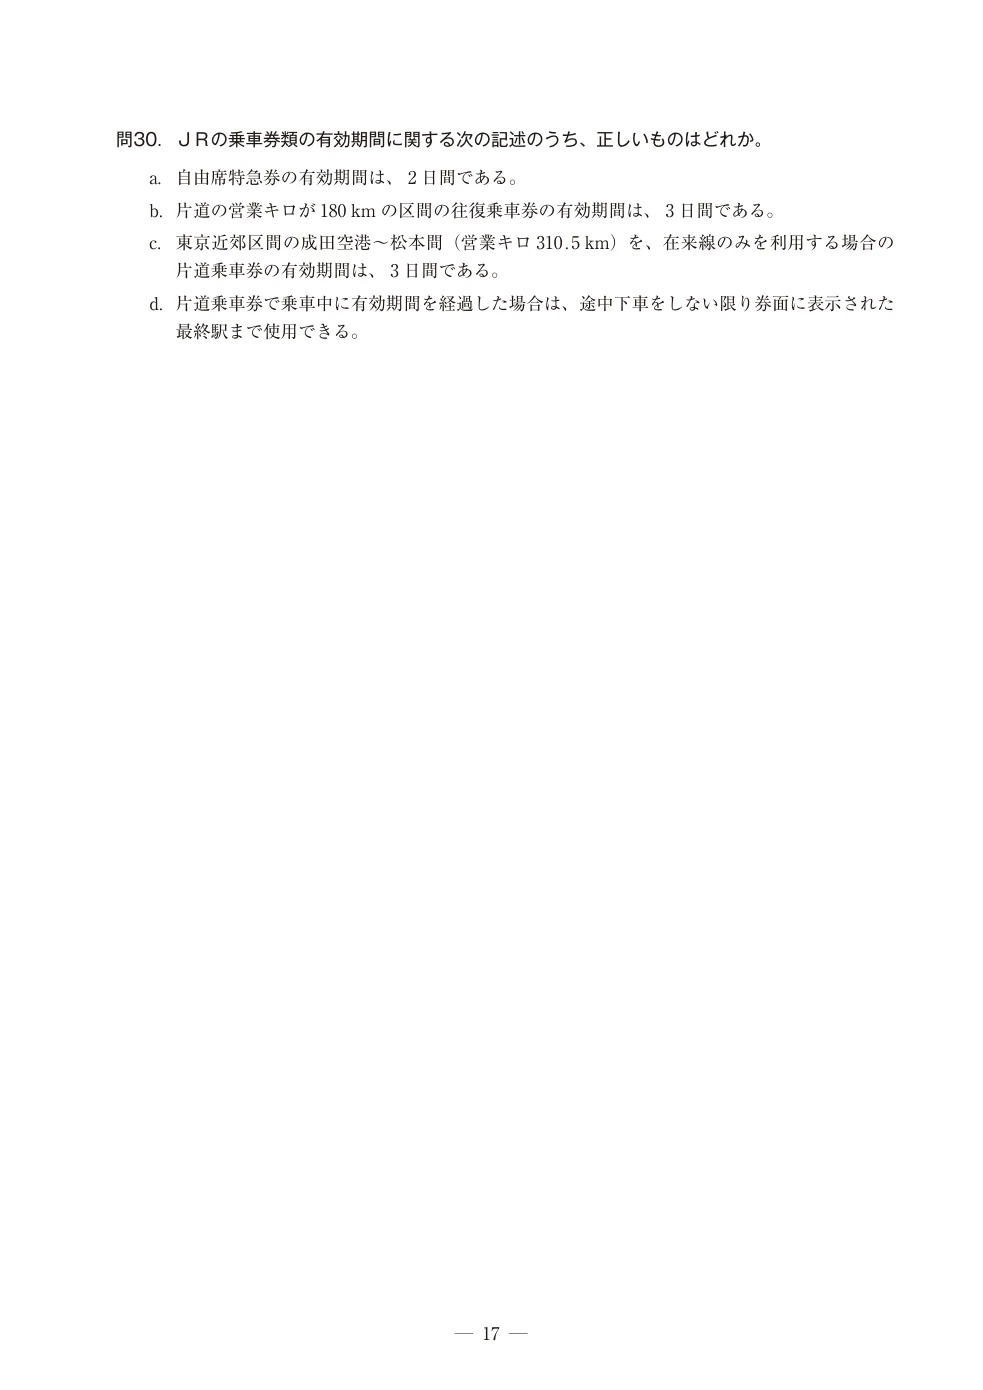 問30. ＪＲの乗車券類の有効期間に関する次の記述のうち、正しいものはどれか。
a. 自由席特急券の有効期間は、２日間である。
b. 片道の営業キロが 180 km の区間の往復乗車券の有効期間は、３日間である。
c. 東京近郊区間の成田空港～松本間（営業キロ 310.5 km）を、在来線のみを利用する場合の
片道乗車券の有効期間は、３日間である。
d. 片道乗車券で乗車中に有効期間を経過した場合は、途中下車をしない限り券面に表示された
最終駅まで使用できる。
― 17 ―